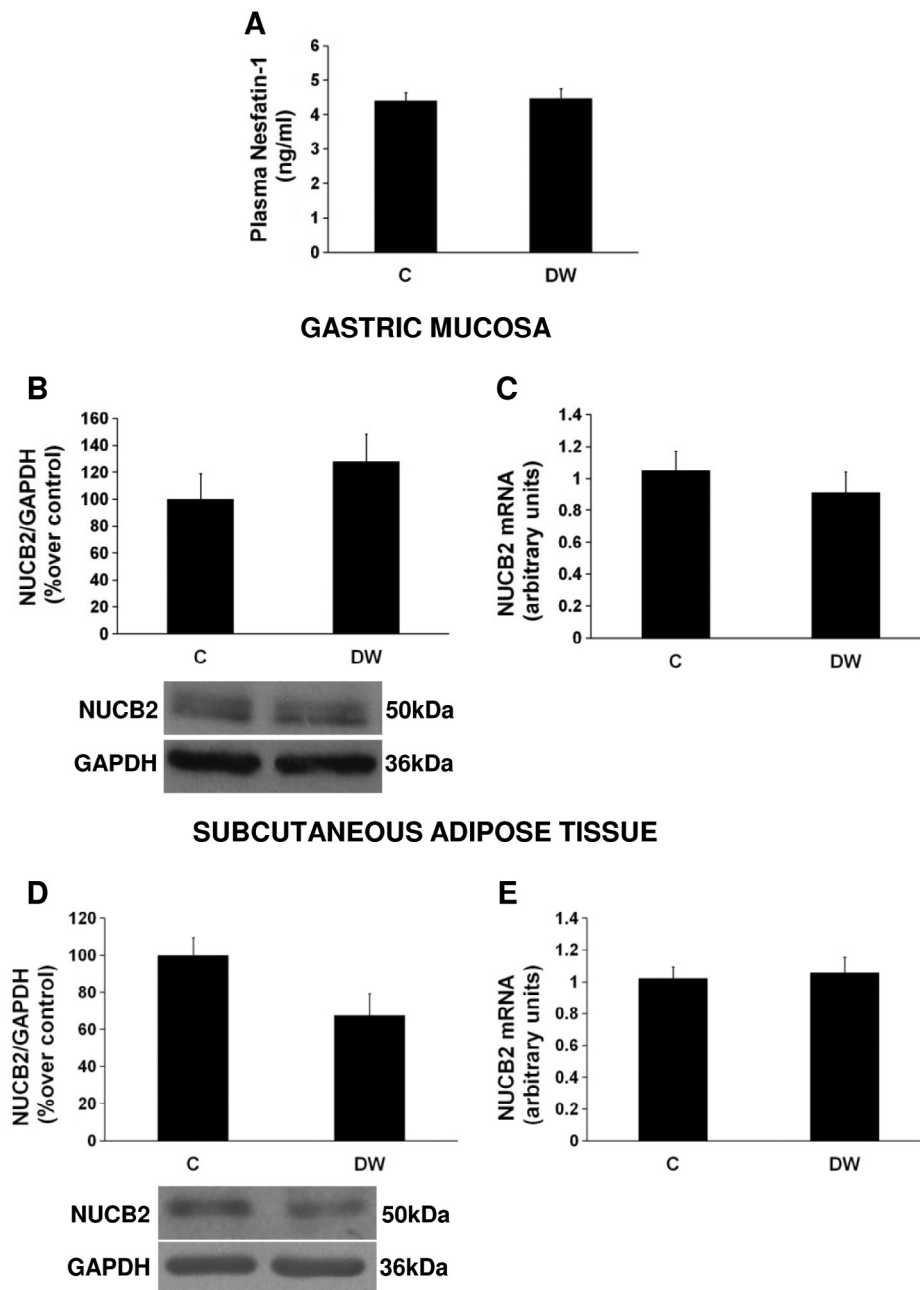 A
Plasma Nesfatin-1
(ng/ml)
6
5
4
3
2
1
0
C DW
GASTRIC MUCOSA
B
NUCB2/GAPDH
(%over control)
160
140
120
100
80
60
40
20
0
C DW
NUCB2 50kDa
GAPDH 36kDa
C
NUCB2 mRNA
(arbitrary units)
1.4
1.2
1
0.8
0.6
0.4
0.2
0
C DW
SUBCUTANEOUS ADIPOSE TISSUE
D
NUCB2/GAPDH
(%over control)
120
100
80
60
40
20
0
C DW
NUCB2 50kDa
GAPDH 36kDa
E
NUCB2 mRNA
(arbitrary units)
1.4
1.2
1
0.8
0.6
0.4
0.2
0
C DW